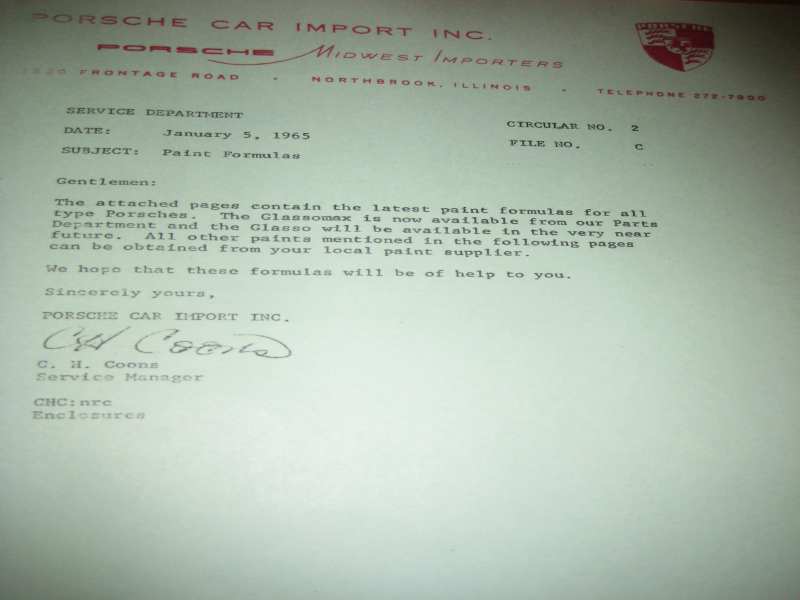 PORSCHE CAR IMPORT INC.
PORSCHE
PORSCHE Midwest Importers
FRONTAGE ROAD • NORTHBROOK, ILLINOIS • TELEPHONE 272-7900
SERVICE DEPARTMENT
DATE: January 5, 1965
CIRCULAR NO. 2
SUBJECT: Paint Formulas
FILE NO. C
Gentlemen:
The attached pages contain the latest paint formulas for all
type Porsches. The Glassomax is now available from our Parts
Department and the Glasso will be available in the very near
future. All other paints mentioned in the following pages
can be obtained from your local paint supplier.
We hope that these formulas will be of help to you.
Sincerely yours,
PORSCHE CAR IMPORT INC.
CH Coons
C. H. Coons
Service Manager
CHC:nrc
Enclosures